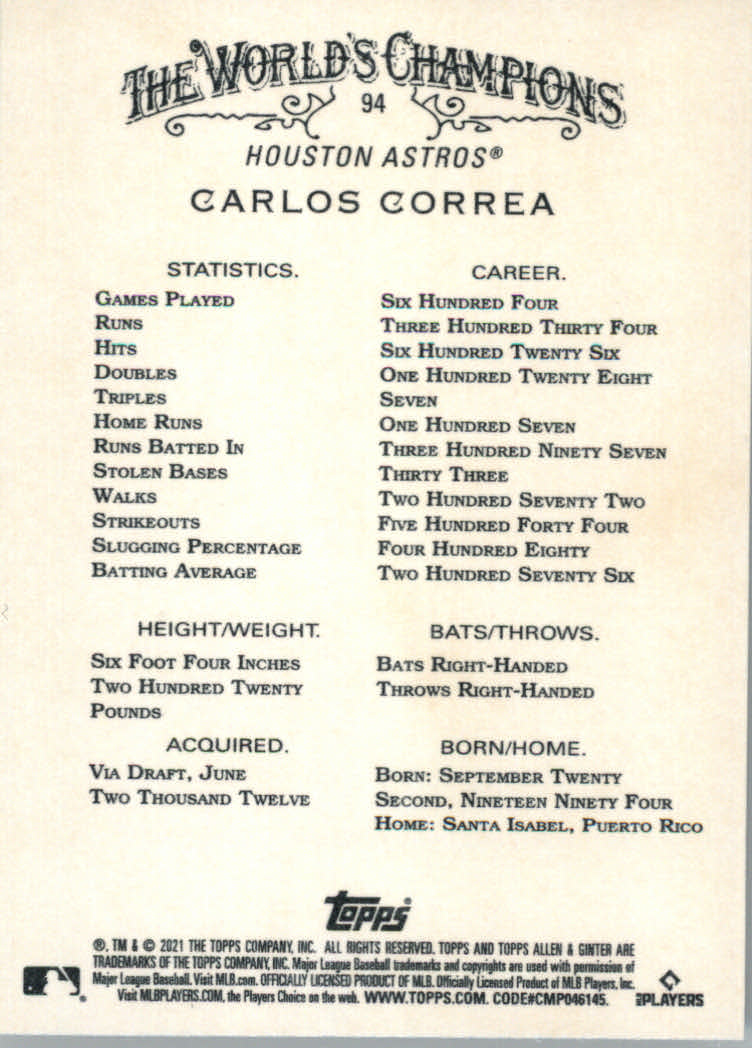 THE WORLD'S CHAMPIONS
94
HOUSTON ASTROS®
CARLOS CORREA
STATISTICS. CAREER.
GAMES PLAYED SIX HUNDRED FOUR
RUNS THREE HUNDRED THIRTY FOUR
HITS SIX HUNDRED TWENTY SIX
DOUBLES ONE HUNDRED TWENTY EIGHT
TRIPLES SEVEN
HOME RUNS ONE HUNDRED SEVEN
RUNS BATTED IN THREE HUNDRED NINETY SEVEN
STOLEN BASES THIRTY THREE
WALKS TWO HUNDRED SEVENTY TWO
STRIKEOUTS FIVE HUNDRED FORTY FOUR
SLUGGING PERCENTAGE FOUR HUNDRED EIGHTY
BATTING AVERAGE TWO HUNDRED SEVENTY SIX
HEIGHT/WEIGHT.
SIX FOOT FOUR INCHES
TWO HUNDRED TWENTY
POUNDS
BATS/THROWS.
BATS RIGHT-HANDED
THROWS RIGHT-HANDED
ACQUIRED.
VIA DRAFT, JUNE
TWO THOUSAND TWELVE
BORN/HOME.
BORN: SEPTEMBER TWENTY
SECOND, NINETEEN NINETY FOUR
HOME: SANTA ISABEL, PUERTO RICO
topps®
®, TM & © 2021 THE TOPPS COMPANY, INC. ALL RIGHTS RESERVED. TOPPS AND TOPPS ALLEN & GINTER ARE
TRADEMARKS OF THE TOPPS COMPANY, INC. Major League Baseball trademarks and copyrights are used with permission of
Major League Baseball. Visit MLB.com. OFFICIALLY LICENSED PRODUCT OF MLB. Officially Licensed Product of MLB Players, Inc.
Visit MLBPLAYERS.COM, the Players Choice on the web. WWW.TOPPS.COM. CODE#CMP046145.
MLBPLAYERS